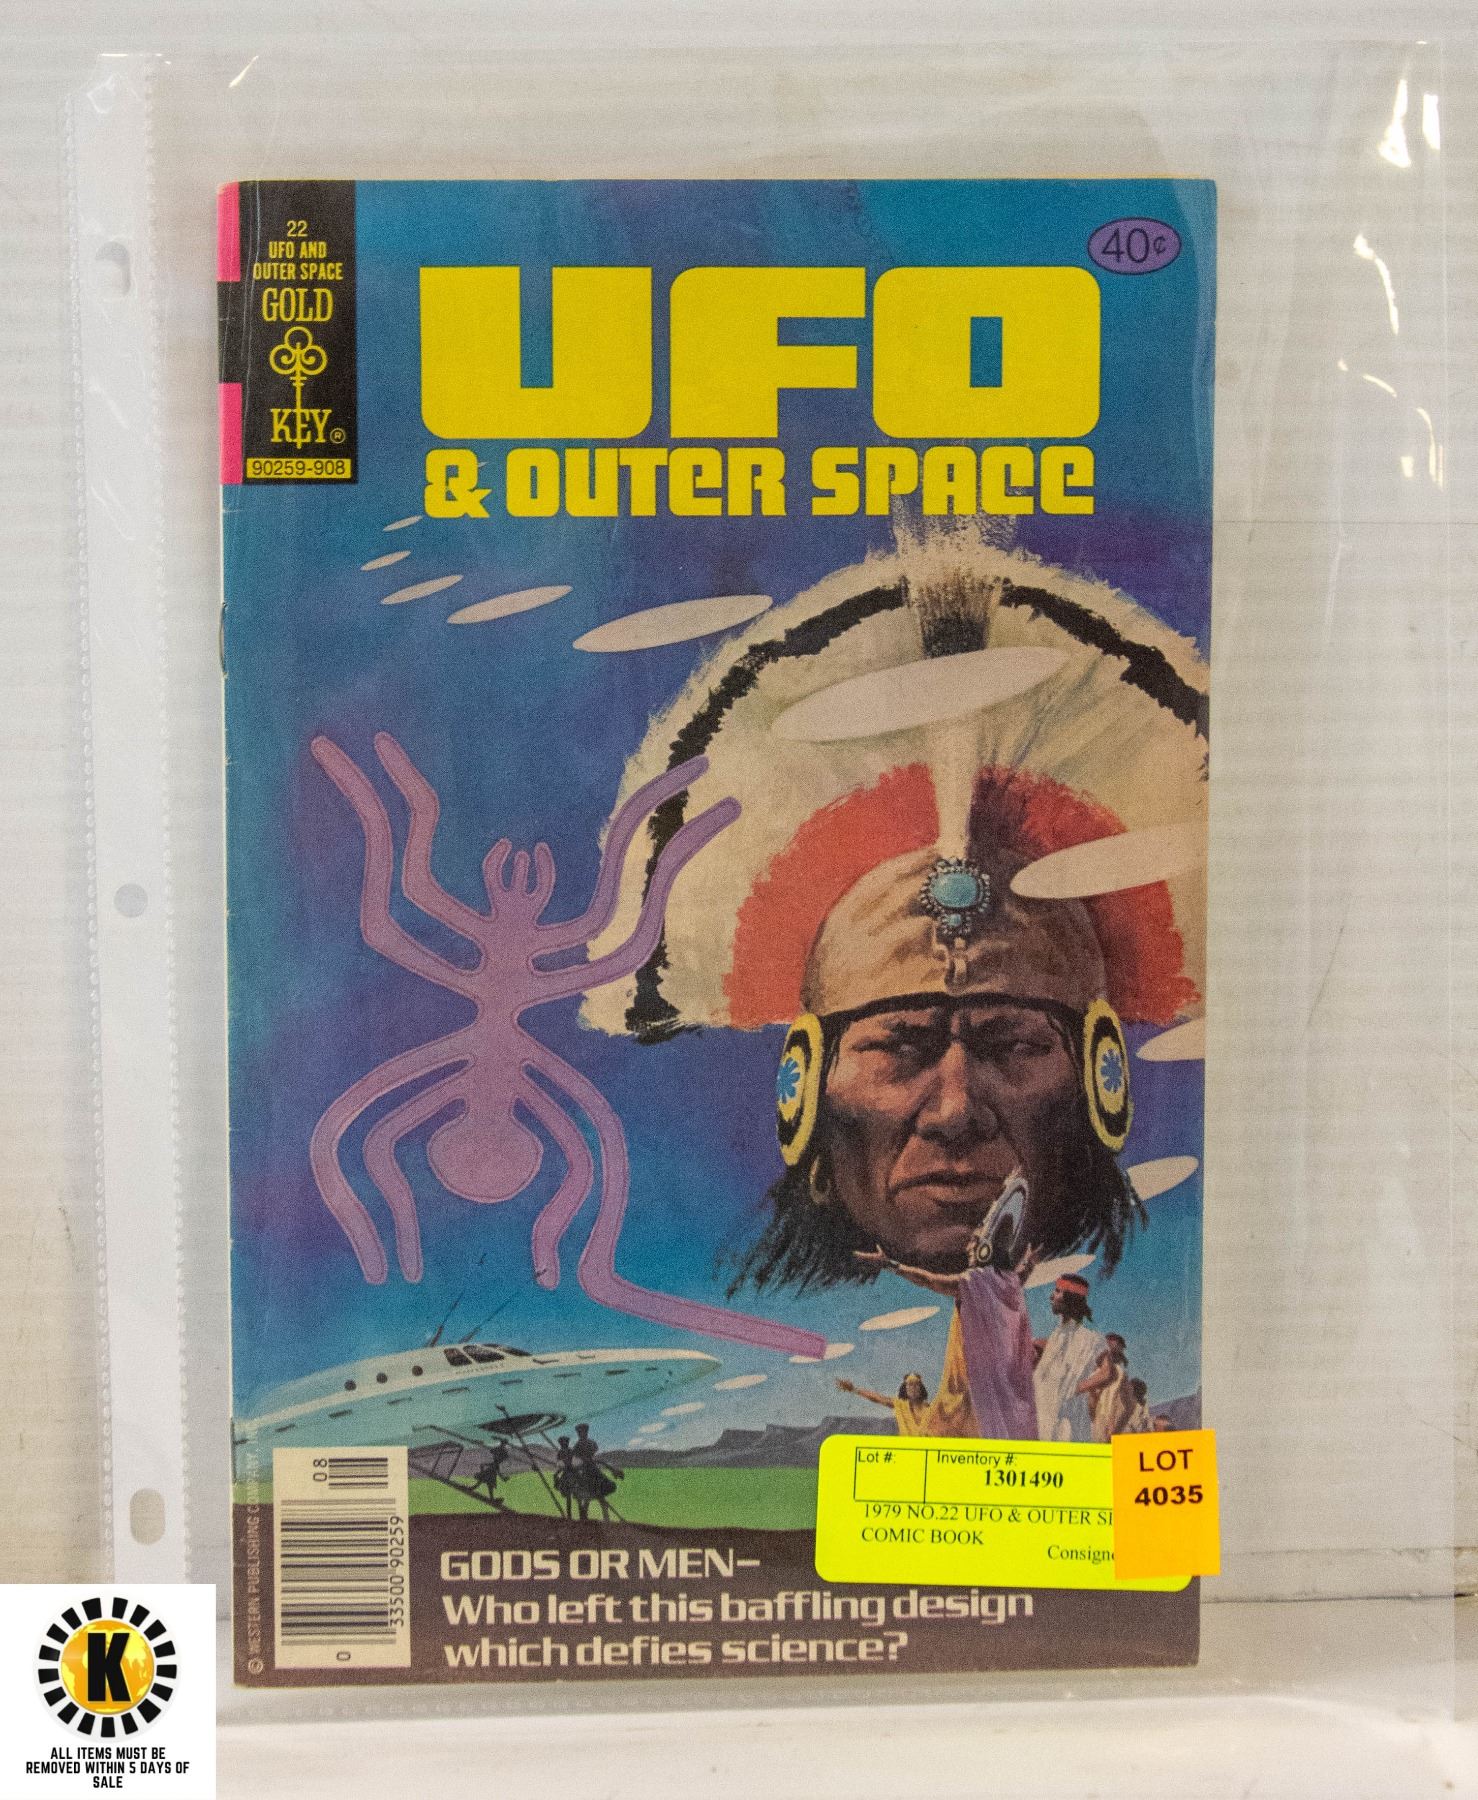 22
UFO AND
OUTER SPACE
GOLD
KEY®
90259-908
40¢
UFO
& OUTER SPACE
Lot #:
Inventory #:
1301490
1979 NO.22 UFO & OUTER
COMIC BOOK
LOT
4035
08
33500 90259
0
© WESTERN PUBLISHING
GODS OR MEN–
Who left this baffling design
which defies science?
K
ALL ITEMS MUST BE
REMOVED WITHIN 5 DAYS OF
SALE